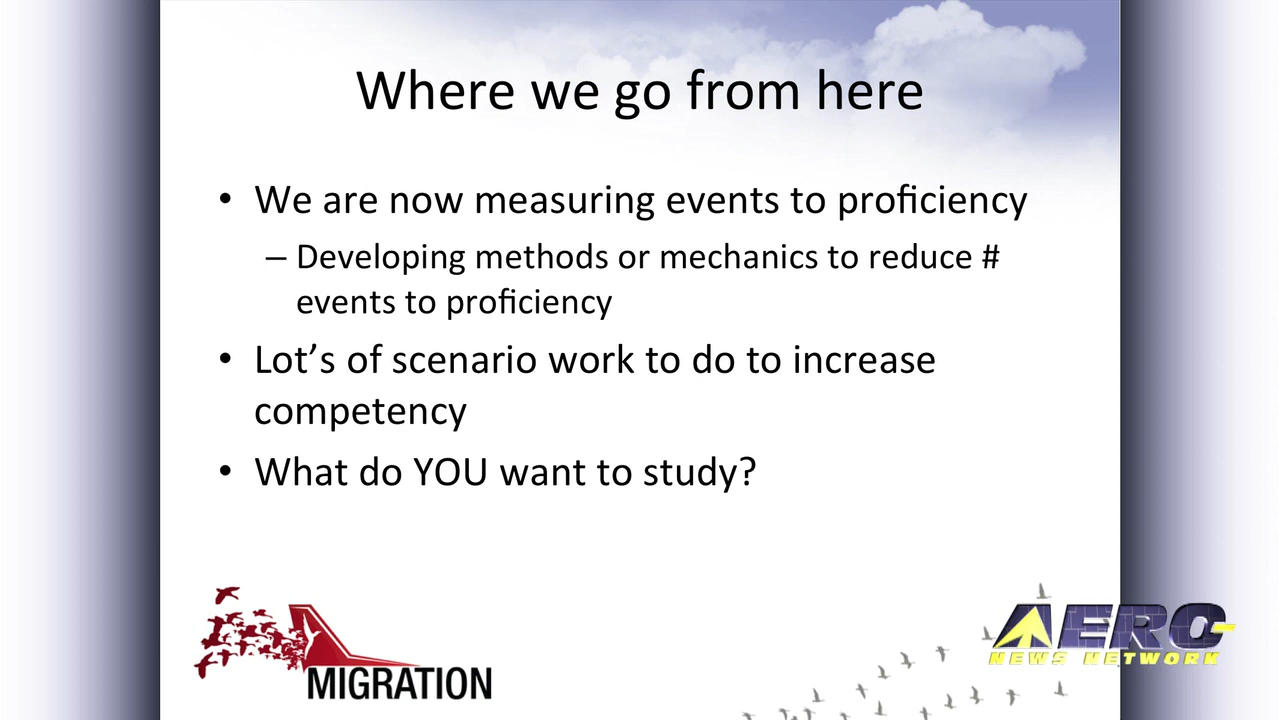 Where we go from here
• We are now measuring events to proficiency
– Developing methods or mechanics to reduce #
events to proficiency
• Lot’s of scenario work to do to increase
competency
• What do YOU want to study?
MIGRATION
AERO
NEWS NETWORK